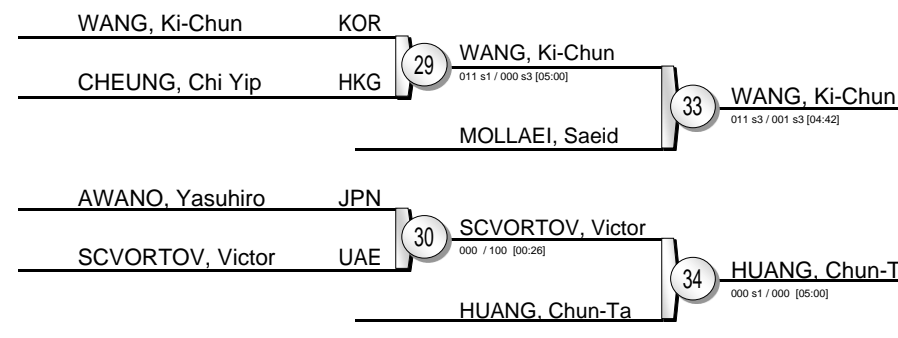 WANG, Ki-Chun KOR
CHEUNG, Chi Yip HKG
29
WANG, Ki-Chun
011 s1 / 000 s3 [05:00]
MOLLAEI, Saeid
33
WANG, Ki-Chun
011 s3 / 001 s3 [04:42]
AWANO, Yasuhiro JPN
SCVORTOV, Victor UAE
30
SCVORTOV, Victor
000 / 100 [00:26]
HUANG, Chun-Ta
34
HUANG, Chun-T
000 s1 / 000 [05:00]